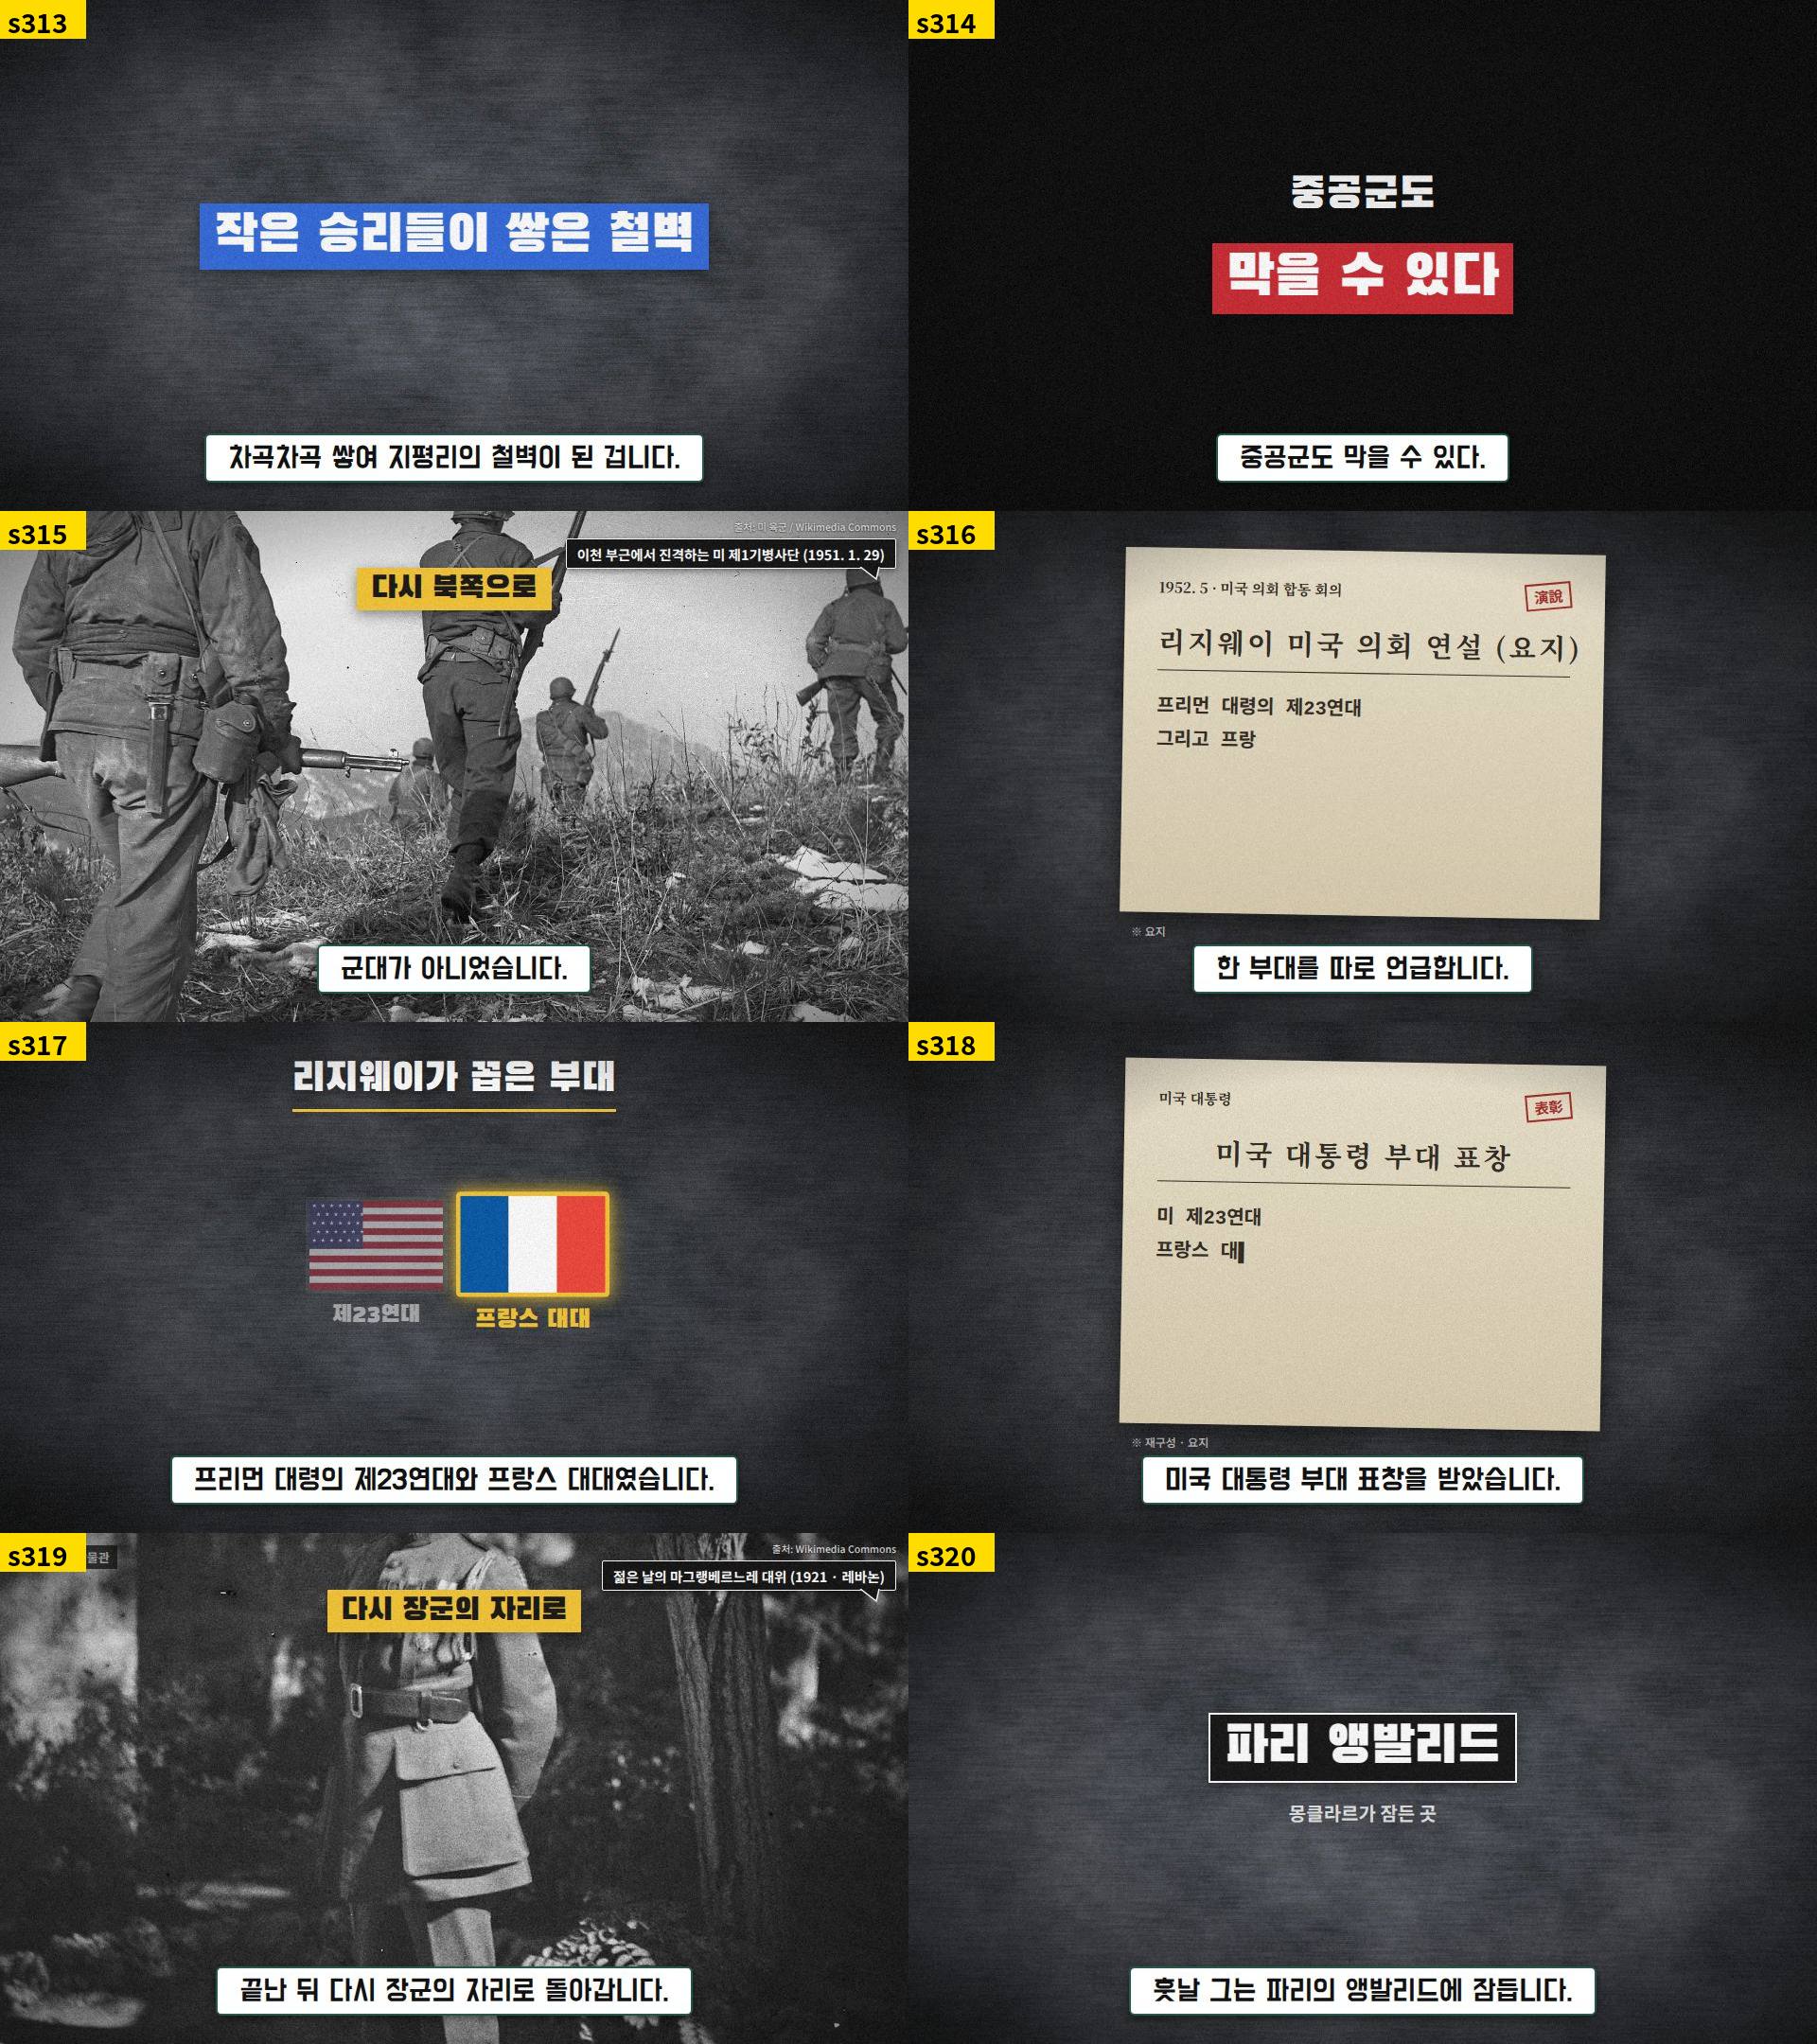 s313
작은 승리들이 쌓은 철벽
차곡차곡 쌓여 지평리의 철벽이 된 겁니다.
s314
중공군도
막을 수 있다
중공군도 막을 수 있다.
s315
출처: 미 육군 / Wikimedia Commons
이천 부근에서 진격하는 미 제1기병사단 (1951. 1. 29)
다시 북쪽으로
군대가 아니었습니다.
s316
1952. 5 · 미국 의회 합동 회의
演說
리지웨이 미국 의회 연설 (요지)
프리먼 대령의 제23연대
그리고 프랑
※ 요지
한 부대를 따로 언급합니다.
s317
리지웨이가 꼽은 부대
제23연대
프랑스 대대
프리먼 대령의 제23연대와 프랑스 대대였습니다.
s318
미국 대통령
表彰
미국 대통령 부대 표창
미 제23연대
프랑스 대
※ 재구성 · 요지
미국 대통령 부대 표창을 받았습니다.
s319
물관
출처: Wikimedia Commons
젊은 날의 마그랭베르느레 대위 (1921 · 레바논)
다시 장군의 자리로
끝난 뒤 다시 장군의 자리로 돌아갑니다.
s320
파리 앵발리드
몽클라르가 잠든 곳
훗날 그는 파리의 앵발리드에 잠듭니다.